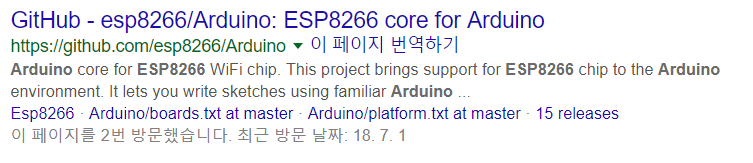 GitHub - esp8266/Arduino: ESP8266 core for Arduino
https://github.com/esp8266/Arduino ▼ 이 페이지 번역하기
Arduino core for ESP8266 WiFi chip. This project brings support for ESP8266 chip to the Arduino
environment. It lets you write sketches using familiar Arduino ...
Esp8266 · Arduino/boards.txt at master · Arduino/platform.txt at master · 15 releases
이 페이지를 2번 방문했습니다. 최근 방문 날짜: 18. 7. 1